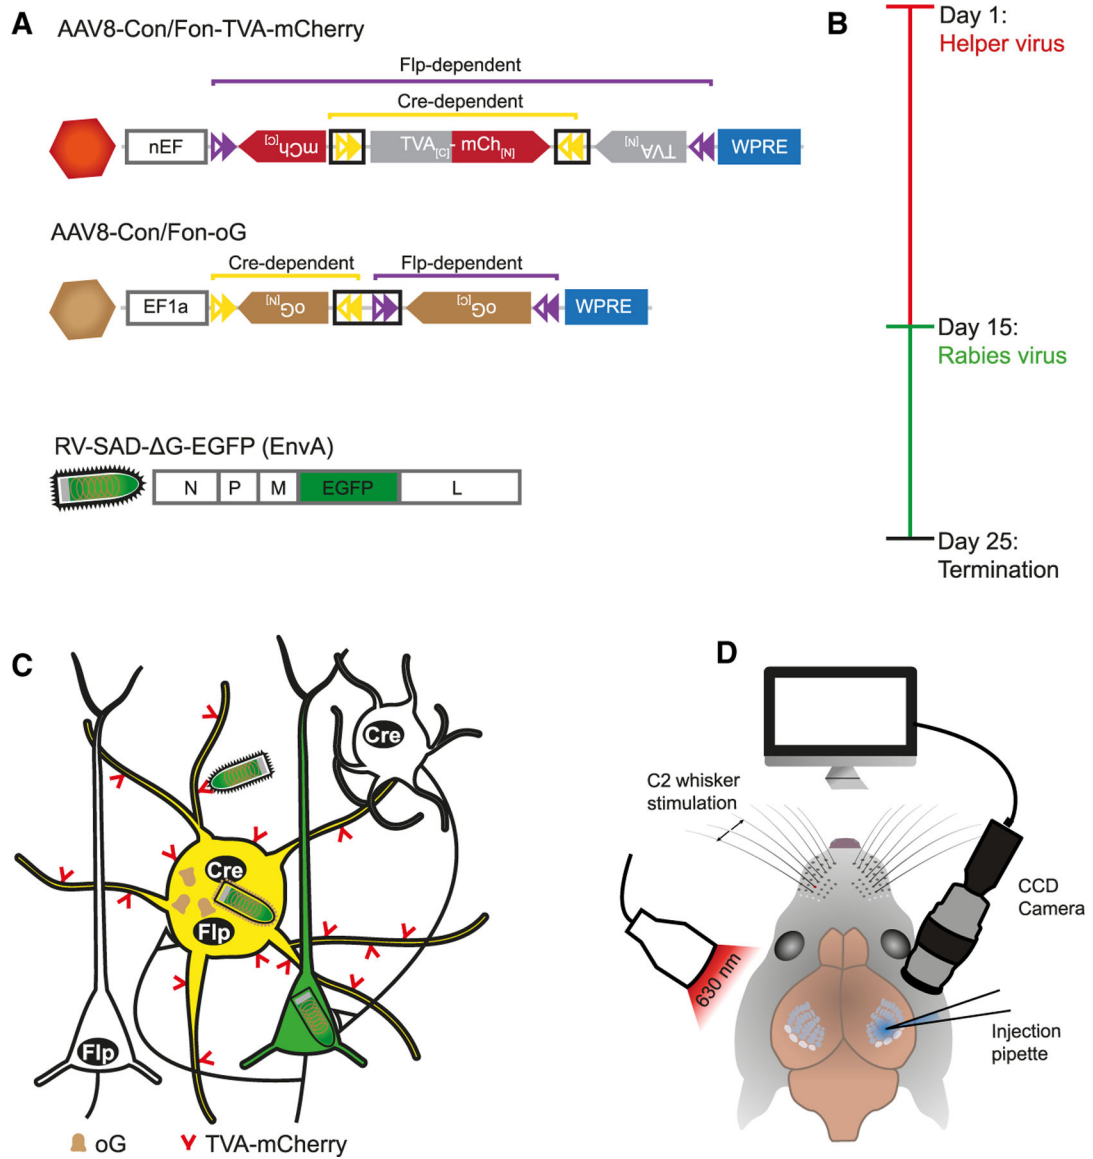 A
AAV8-Con/Fon-TVA-mCherry
Flp-dependent
Cre-dependent
nEF
mCh[C]
TVA[C]- mCh[N]
TVA[N]
WPRE
AAV8-Con/Fon-oG
Cre-dependent
Flp-dependent
EF1a
oG[N]
oG[C]
WPRE
RV-SAD-ΔG-EGFP (EnvA)
N
P
M
EGFP
L
B
Day 1:
Helper virus
Day 15:
Rabies virus
Day 25:
Termination
C
Cre
Cre
Flp
Flp
oG
TVA-mCherry
D
C2 whisker
stimulation
630 nm
CCD
Camera
Injection
pipette